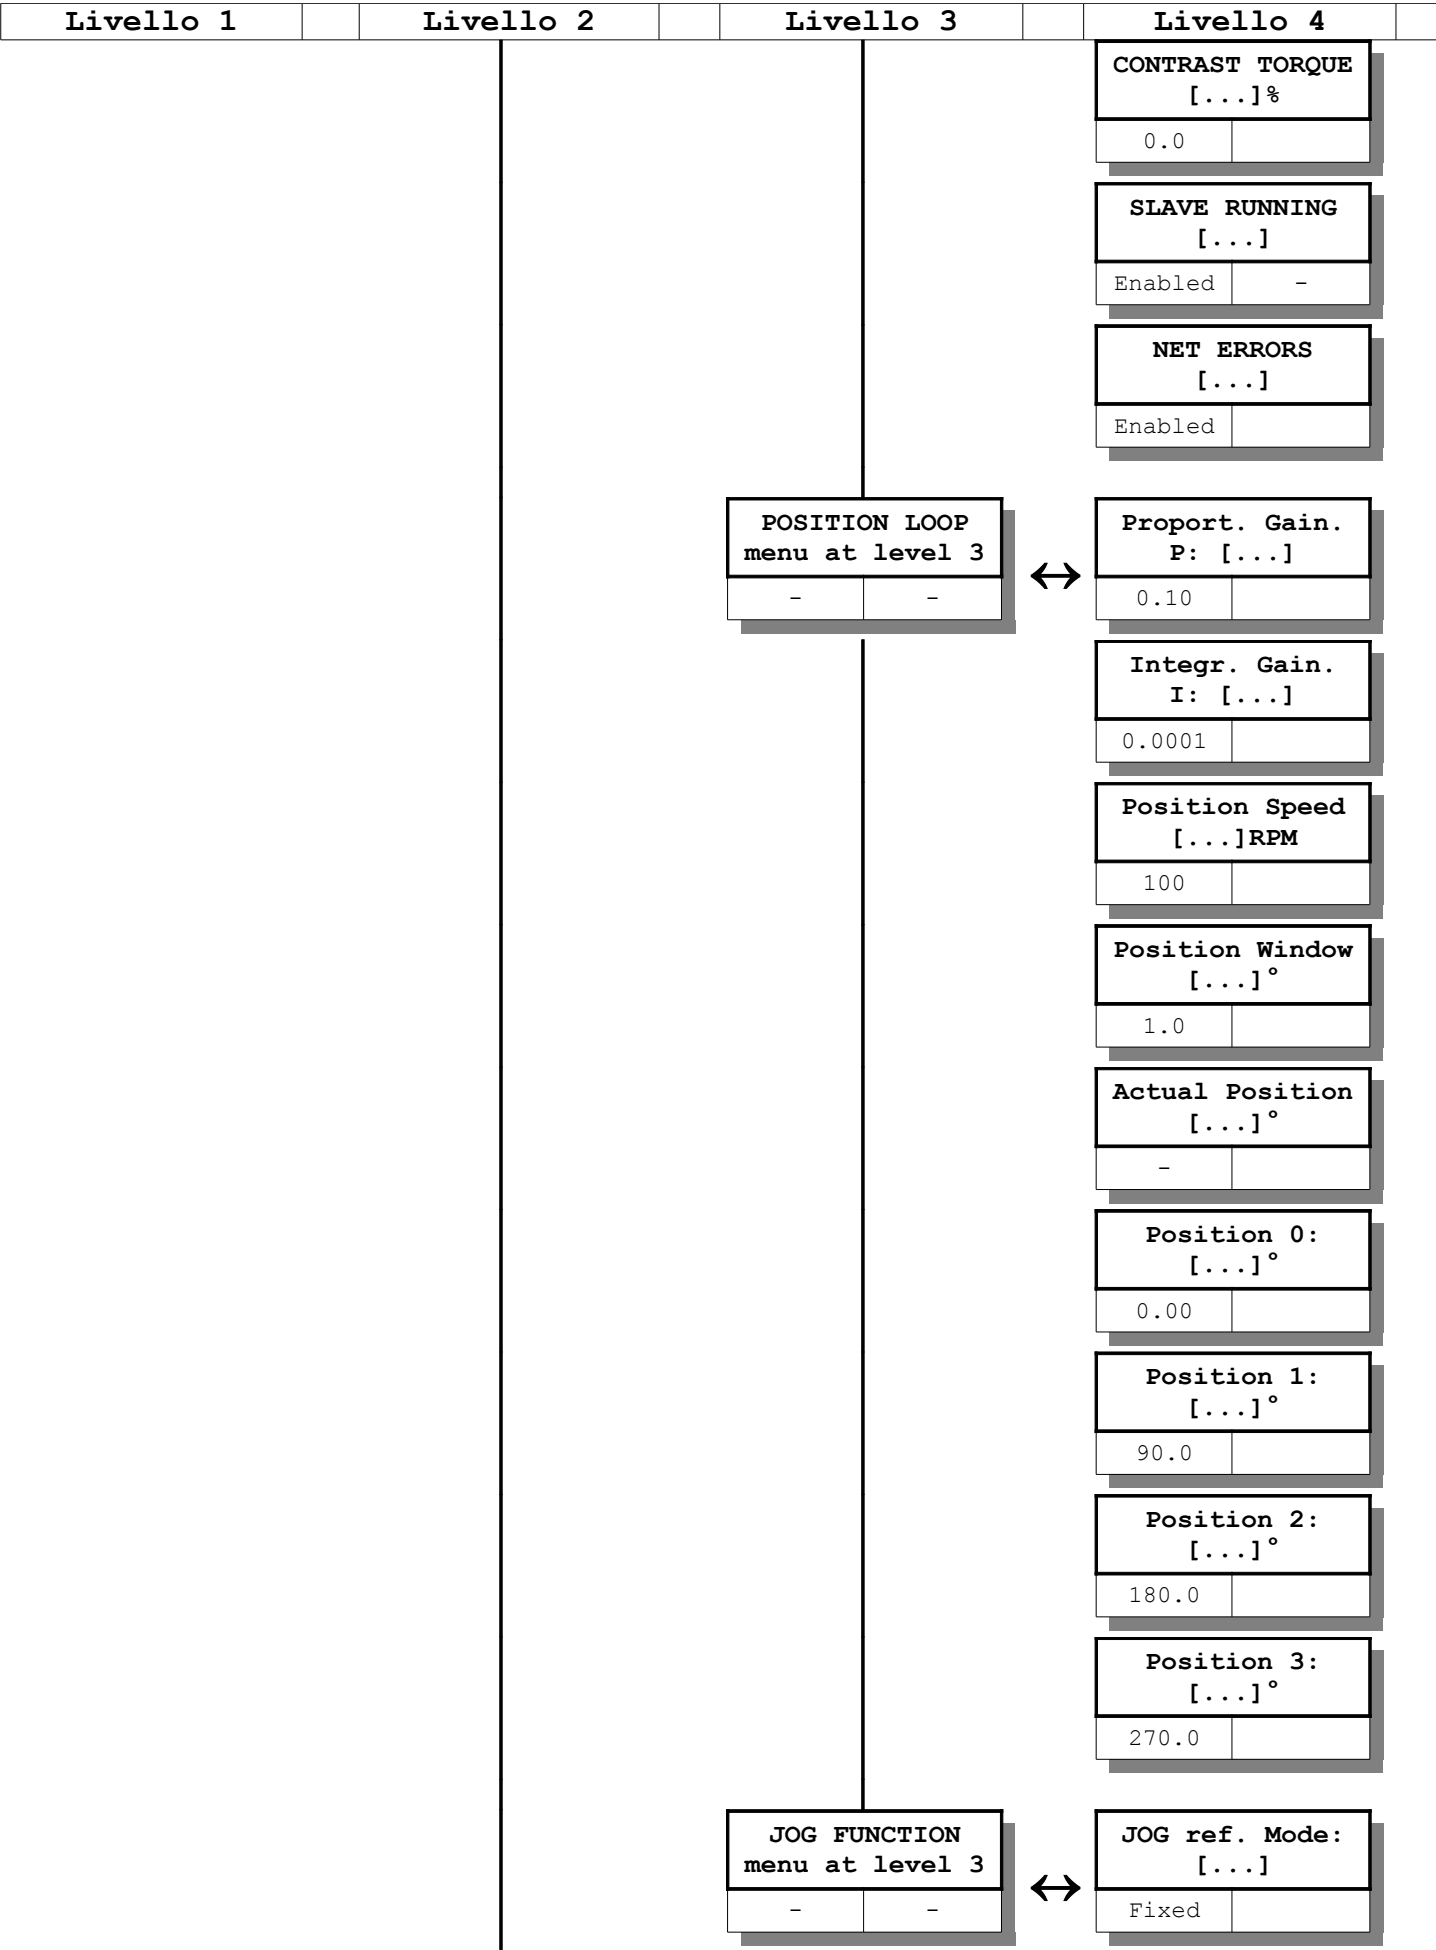 Livello 1 Livello 2 Livello 3 Livello 4
CONTRAST TORQUE
[...]%
0.0
SLAVE RUNNING
[...]
Enabled -
NET ERRORS
[...]
Enabled
POSITION LOOP
menu at level 3
- -
↔
Proport. Gain.
P: [...]
0.10
Integr. Gain.
I: [...]
0.0001
Position Speed
[...]RPM
100
Position Window
[...]°
1.0
Actual Position
[...]°
-
Position 0:
[...]°
0.00
Position 1:
[...]°
90.0
Position 2:
[...]°
180.0
Position 3:
[...]°
270.0
JOG FUNCTION
menu at level 3
- -
↔
JOG ref. Mode:
[...]
Fixed